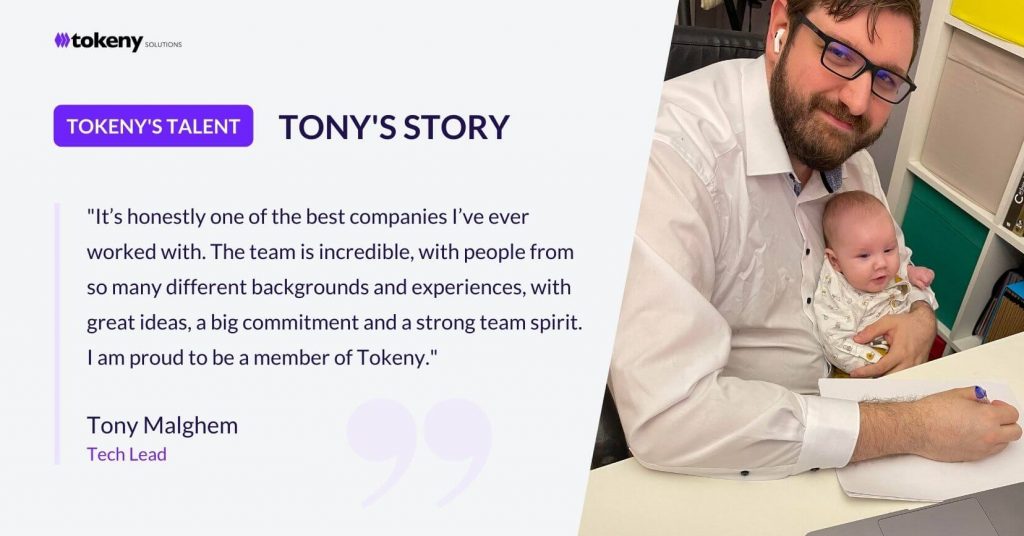 tokeny SOLUTIONS
TOKENY'S TALENT TONY'S STORY
"It’s honestly one of the best companies I’ve ever
worked with. The team is incredible, with people from
so many different backgrounds and experiences, with
great ideas, a big commitment and a strong team spirit.
I am proud to be a member of Tokeny."
Tony Malghem
Tech Lead